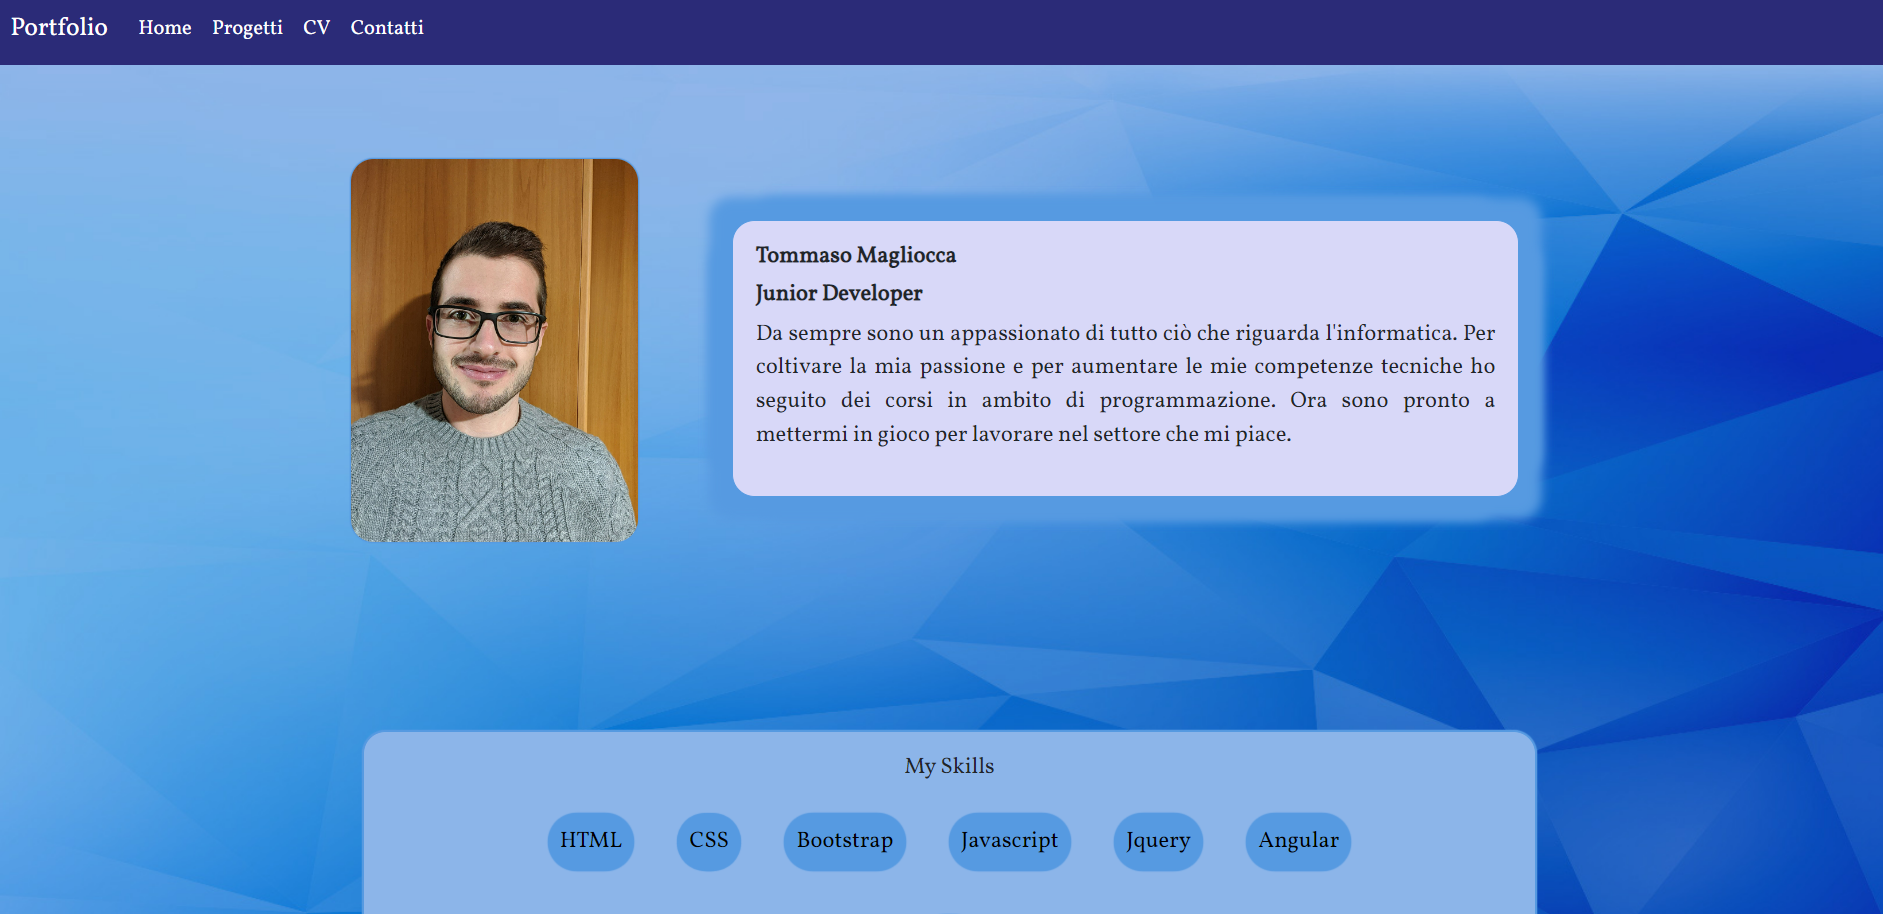 Portfolio Home Progetti CV Contatti
Tommaso Magliocca
Junior Developer
Da sempre sono un appassionato di tutto ciò che riguarda l'informatica. Per
coltivare la mia passione e per aumentare le mie competenze tecniche ho
seguito dei corsi in ambito di programmazione. Ora sono pronto a
mettermi in gioco per lavorare nel settore che mi piace.
My Skills
HTML CSS Bootstrap Javascript Jquery Angular